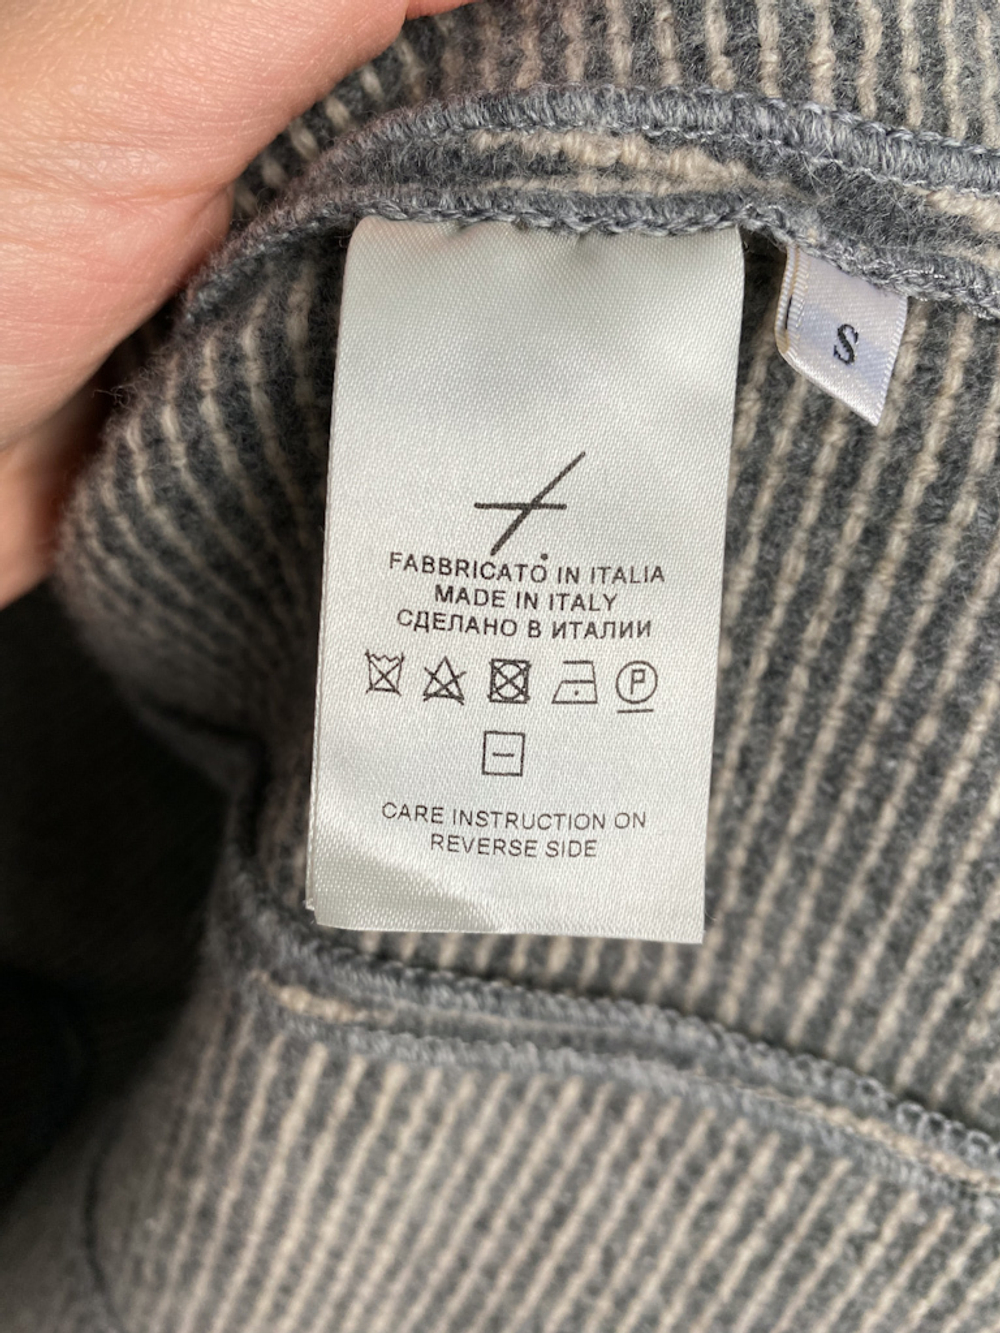 S
FABBRICATO IN ITALIA
MADE IN ITALY
СДЕЛАНО В ИТАЛИИ
P
CARE INSTRUCTION ON
REVERSE SIDE